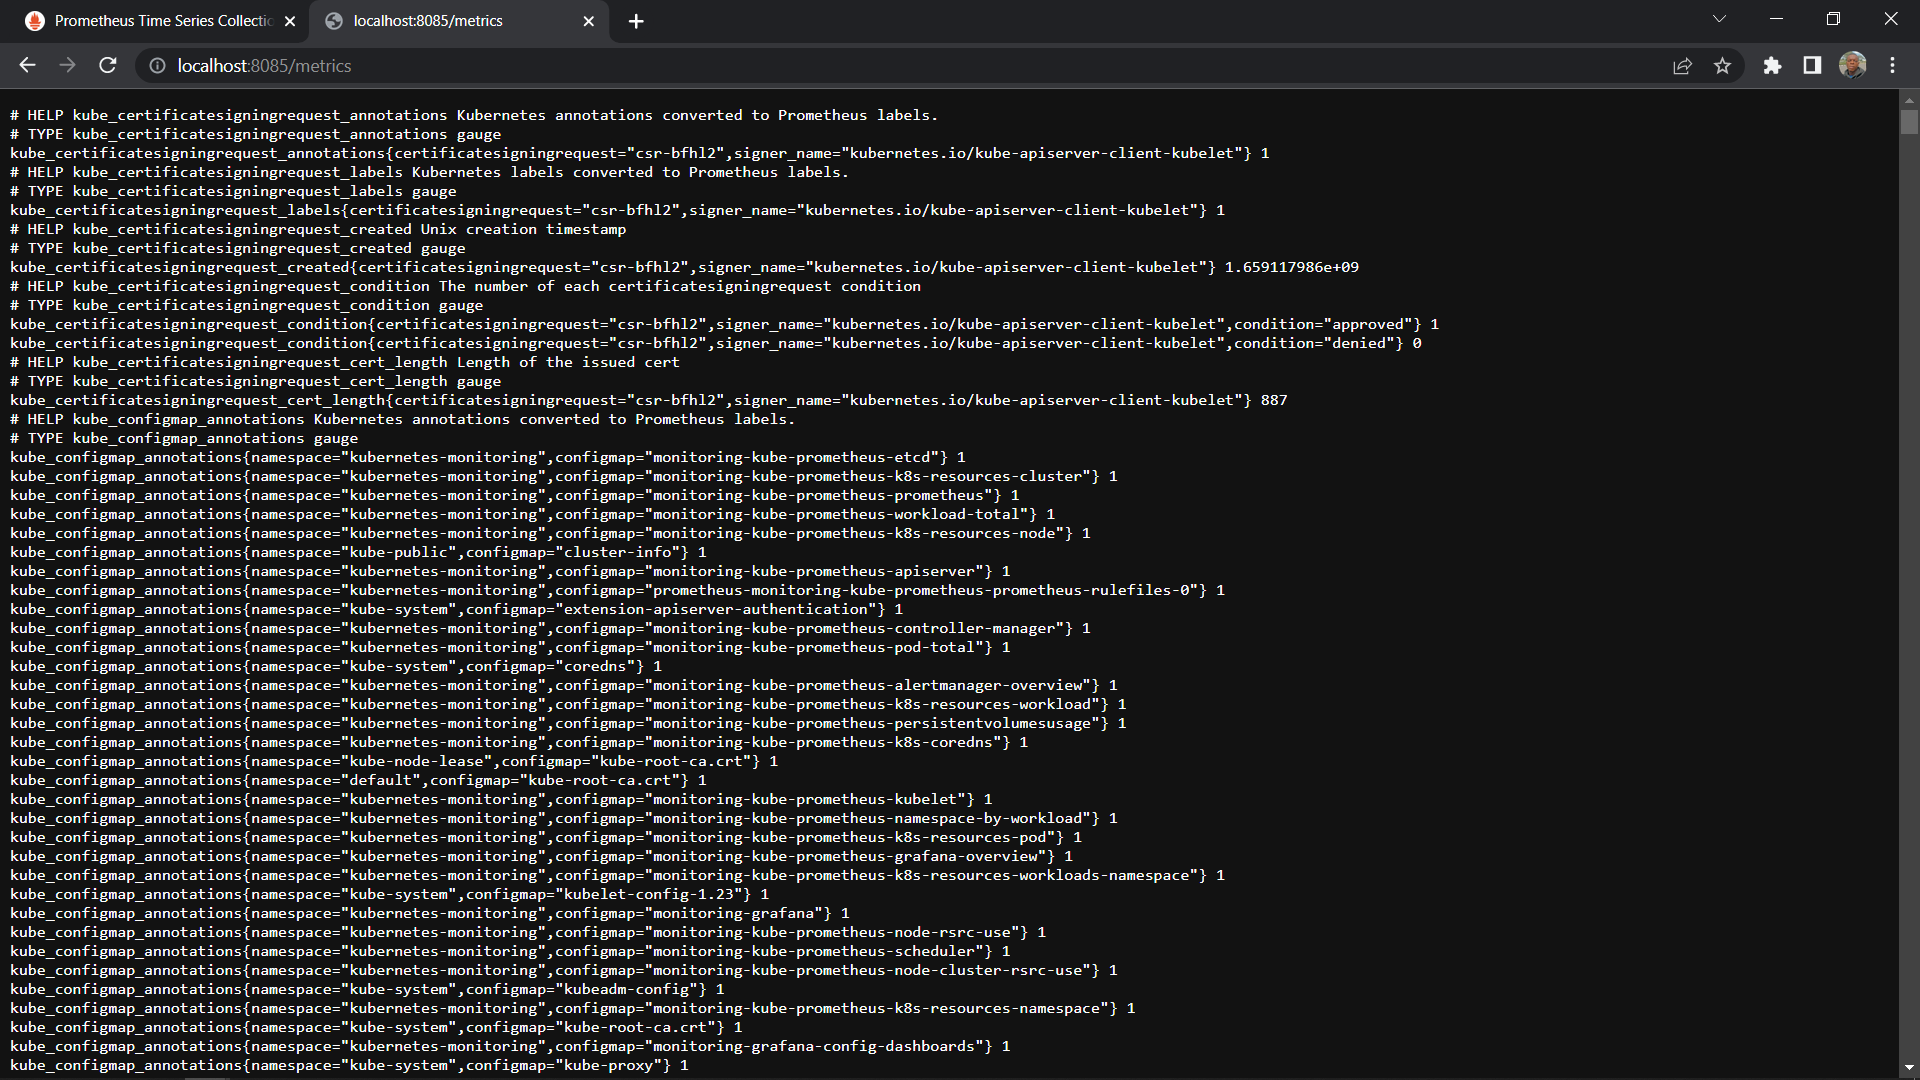 Prometheus Time Series Collectio
localhost:8085/metrics
localhost:8085/metrics
# HELP kube_certificatesigningrequest_annotations Kubernetes annotations converted to Prometheus labels.
# TYPE kube_certificatesigningrequest_annotations gauge
kube_certificatesigningrequest_annotations{certificatesigningrequest="csr-bfhl2",signer_name="kubernetes.io/kube-apiserver-client-kubelet"} 1
# HELP kube_certificatesigningrequest_labels Kubernetes labels converted to Prometheus labels.
# TYPE kube_certificatesigningrequest_labels gauge
kube_certificatesigningrequest_labels{certificatesigningrequest="csr-bfhl2",signer_name="kubernetes.io/kube-apiserver-client-kubelet"} 1
# HELP kube_certificatesigningrequest_created Unix creation timestamp
# TYPE kube_certificatesigningrequest_created gauge
kube_certificatesigningrequest_created{certificatesigningrequest="csr-bfhl2",signer_name="kubernetes.io/kube-apiserver-client-kubelet"} 1.659117986e+09
# HELP kube_certificatesigningrequest_condition The number of each certificatesigningrequest condition
# TYPE kube_certificatesigningrequest_condition gauge
kube_certificatesigningrequest_condition{certificatesigningrequest="csr-bfhl2",signer_name="kubernetes.io/kube-apiserver-client-kubelet",condition="approved"} 1
kube_certificatesigningrequest_condition{certificatesigningrequest="csr-bfhl2",signer_name="kubernetes.io/kube-apiserver-client-kubelet",condition="denied"} 0
# HELP kube_certificatesigningrequest_cert_length Length of the issued cert
# TYPE kube_certificatesigningrequest_cert_length gauge
kube_certificatesigningrequest_cert_length{certificatesigningrequest="csr-bfhl2",signer_name="kubernetes.io/kube-apiserver-client-kubelet"} 887
# HELP kube_configmap_annotations Kubernetes annotations converted to Prometheus labels.
# TYPE kube_configmap_annotations gauge
kube_configmap_annotations{namespace="kubernetes-monitoring",configmap="monitoring-kube-prometheus-etcd"} 1
kube_configmap_annotations{namespace="kubernetes-monitoring",configmap="monitoring-kube-prometheus-k8s-resources-cluster"} 1
kube_configmap_annotations{namespace="kubernetes-monitoring",configmap="monitoring-kube-prometheus-prometheus"} 1
kube_configmap_annotations{namespace="kubernetes-monitoring",configmap="monitoring-kube-prometheus-workload-total"} 1
kube_configmap_annotations{namespace="kubernetes-monitoring",configmap="monitoring-kube-prometheus-k8s-resources-node"} 1
kube_configmap_annotations{namespace="kube-public",configmap="cluster-info"} 1
kube_configmap_annotations{namespace="kubernetes-monitoring",configmap="monitoring-kube-prometheus-apiserver"} 1
kube_configmap_annotations{namespace="kubernetes-monitoring",configmap="prometheus-monitoring-kube-prometheus-prometheus-rulefiles-0"} 1
kube_configmap_annotations{namespace="kube-system",configmap="extension-apiserver-authentication"} 1
kube_configmap_annotations{namespace="kubernetes-monitoring",configmap="monitoring-kube-prometheus-controller-manager"} 1
kube_configmap_annotations{namespace="kubernetes-monitoring",configmap="monitoring-kube-prometheus-pod-total"} 1
kube_configmap_annotations{namespace="kube-system",configmap="coredns"} 1
kube_configmap_annotations{namespace="kubernetes-monitoring",configmap="monitoring-kube-prometheus-alertmanager-overview"} 1
kube_configmap_annotations{namespace="kubernetes-monitoring",configmap="monitoring-kube-prometheus-k8s-resources-workload"} 1
kube_configmap_annotations{namespace="kubernetes-monitoring",configmap="monitoring-kube-prometheus-persistentvolumesusage"} 1
kube_configmap_annotations{namespace="kubernetes-monitoring",configmap="monitoring-kube-prometheus-k8s-coredns"} 1
kube_configmap_annotations{namespace="kube-node-lease",configmap="kube-root-ca.crt"} 1
kube_configmap_annotations{namespace="default",configmap="kube-root-ca.crt"} 1
kube_configmap_annotations{namespace="kubernetes-monitoring",configmap="monitoring-kube-prometheus-kubelet"} 1
kube_configmap_annotations{namespace="kubernetes-monitoring",configmap="monitoring-kube-prometheus-namespace-by-workload"} 1
kube_configmap_annotations{namespace="kubernetes-monitoring",configmap="monitoring-kube-prometheus-k8s-resources-pod"} 1
kube_configmap_annotations{namespace="kubernetes-monitoring",configmap="monitoring-kube-prometheus-grafana-overview"} 1
kube_configmap_annotations{namespace="kubernetes-monitoring",configmap="monitoring-kube-prometheus-k8s-resources-workloads-namespace"} 1
kube_configmap_annotations{namespace="kube-system",configmap="kubelet-config-1.23"} 1
kube_configmap_annotations{namespace="kubernetes-monitoring",configmap="monitoring-grafana"} 1
kube_configmap_annotations{namespace="kubernetes-monitoring",configmap="monitoring-kube-prometheus-node-rsrc-use"} 1
kube_configmap_annotations{namespace="kubernetes-monitoring",configmap="monitoring-kube-prometheus-scheduler"} 1
kube_configmap_annotations{namespace="kubernetes-monitoring",configmap="monitoring-kube-prometheus-node-cluster-rsrc-use"} 1
kube_configmap_annotations{namespace="kube-system",configmap="kubeadm-config"} 1
kube_configmap_annotations{namespace="kubernetes-monitoring",configmap="monitoring-kube-prometheus-k8s-resources-namespace"} 1
kube_configmap_annotations{namespace="kube-system",configmap="kube-root-ca.crt"} 1
kube_configmap_annotations{namespace="kubernetes-monitoring",configmap="monitoring-grafana-config-dashboards"} 1
kube_configmap_annotations{namespace="kube-system",configmap="kube-proxy"} 1